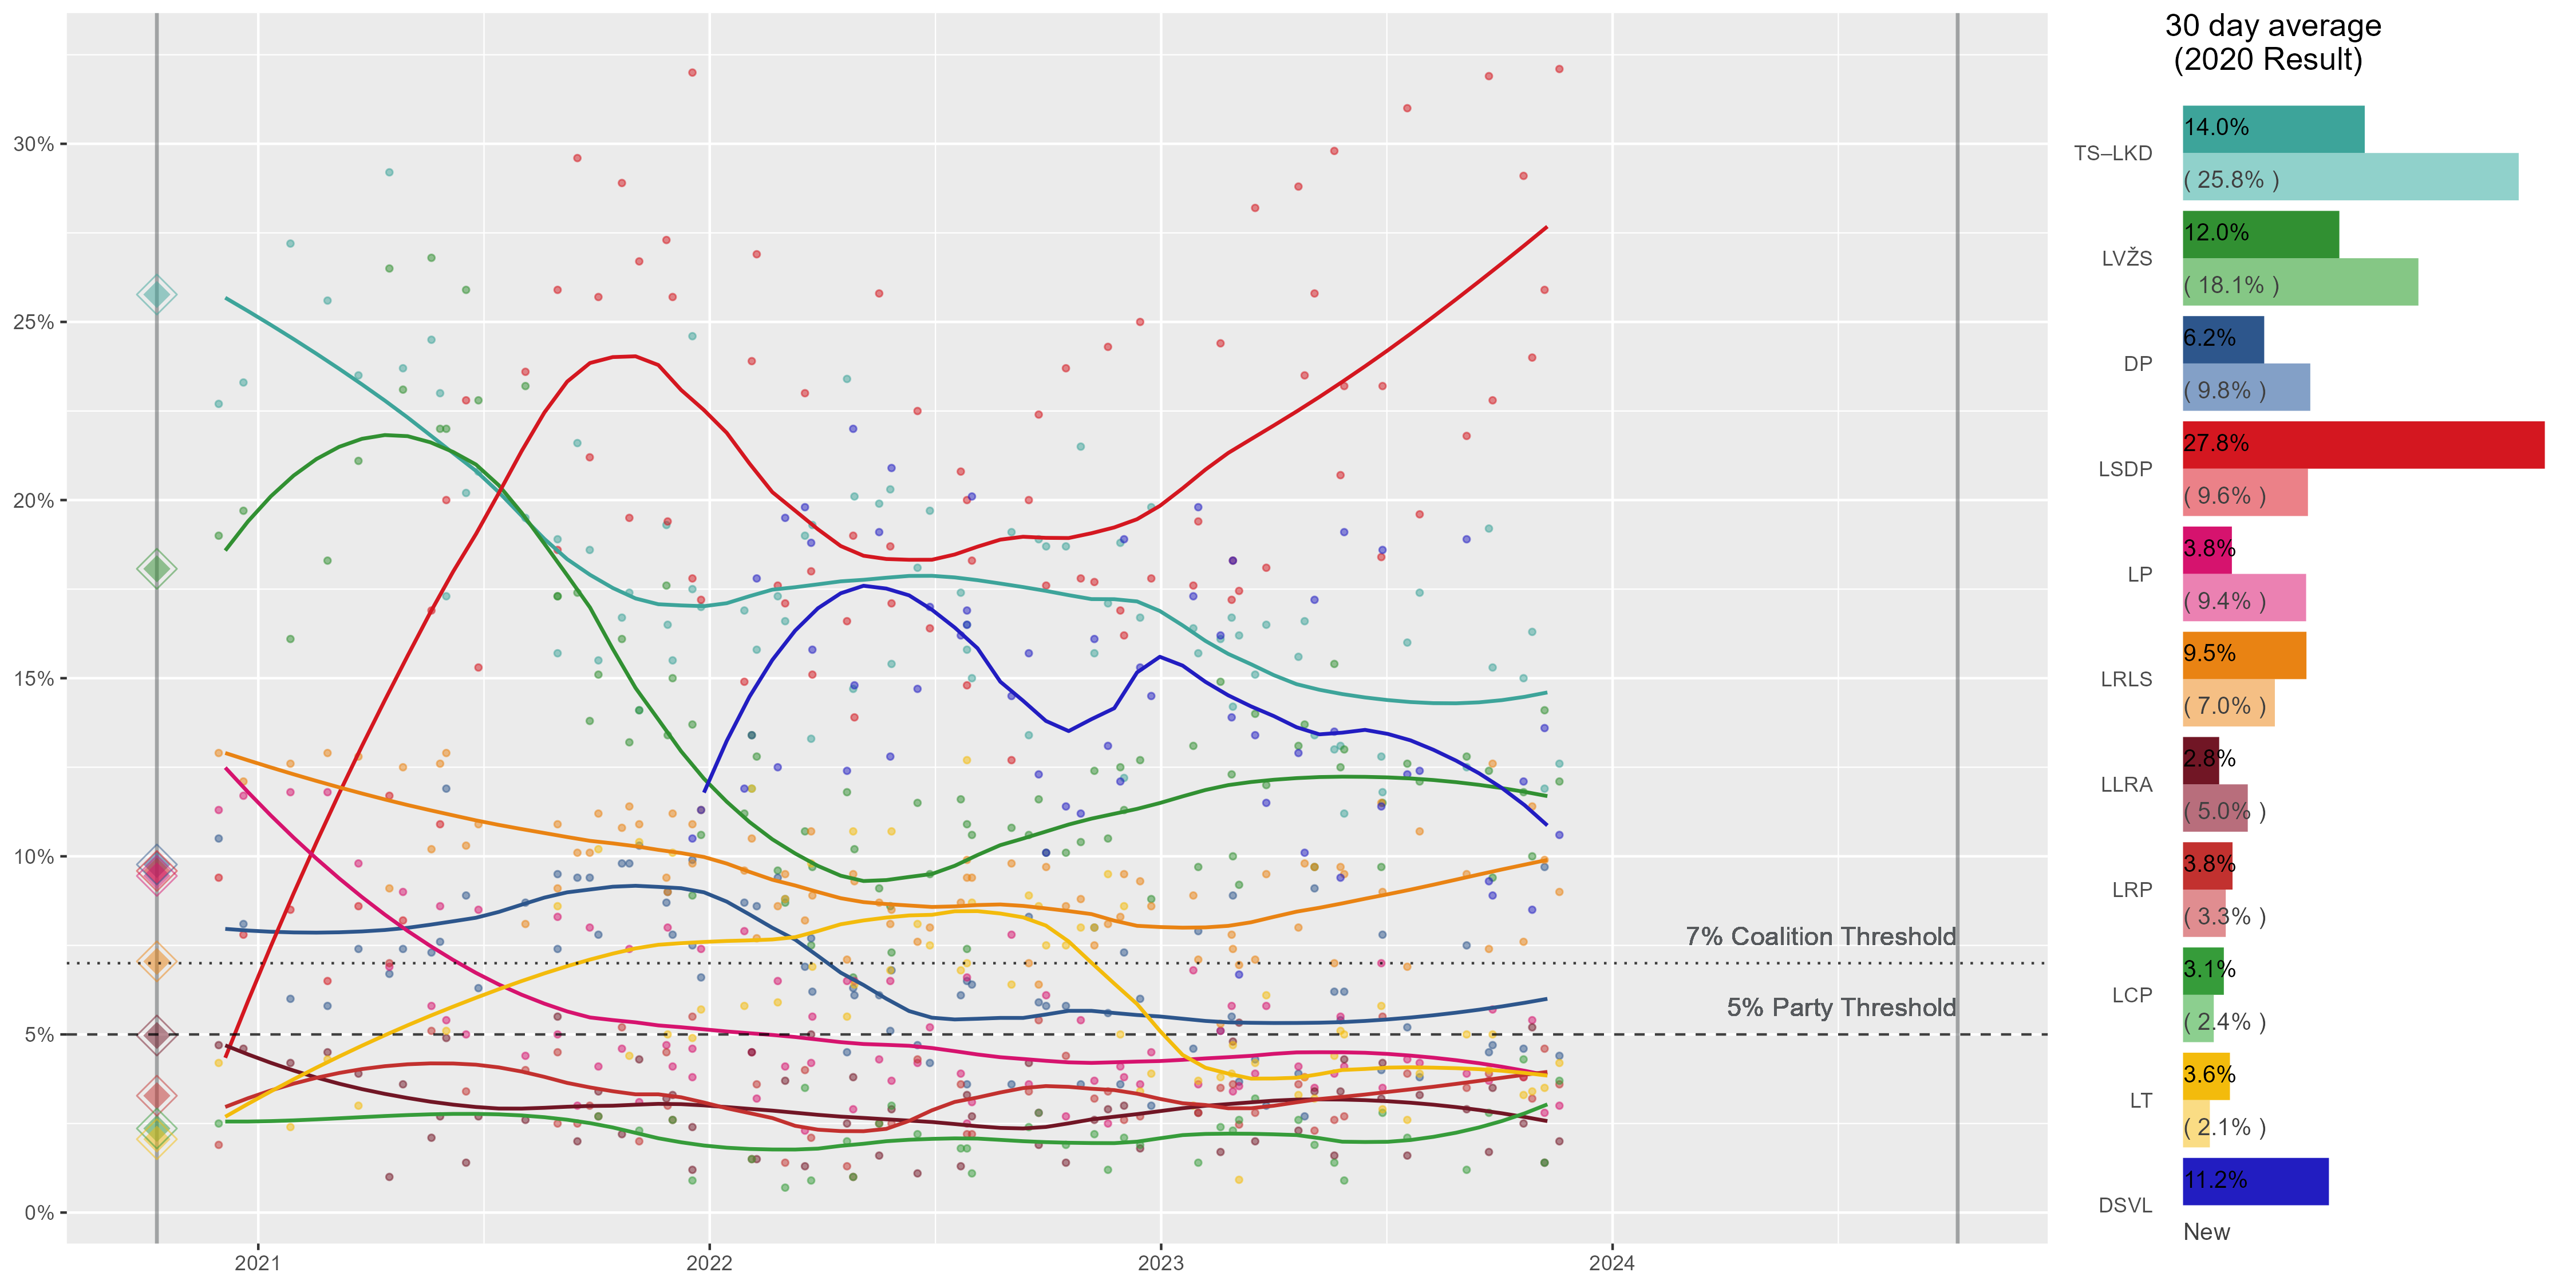 30 day average
(2020 Result)
30%
25%
20%
15%
10%
5%
0%
7% Coalition Threshold
5% Party Threshold
2021
2022
2023
2024
TS–LKD
14.0%
( 25.8% )
LVŽS
12.0%
( 18.1% )
DP
6.2%
( 9.8% )
LSDP
27.8%
( 9.6% )
LP
3.8%
( 9.4% )
LRLS
9.5%
( 7.0% )
LLRA
2.8%
( 5.0% )
LRP
3.8%
( 3.3% )
LCP
3.1%
( 2.4% )
LT
3.6%
( 2.1% )
DSVL
11.2%
New